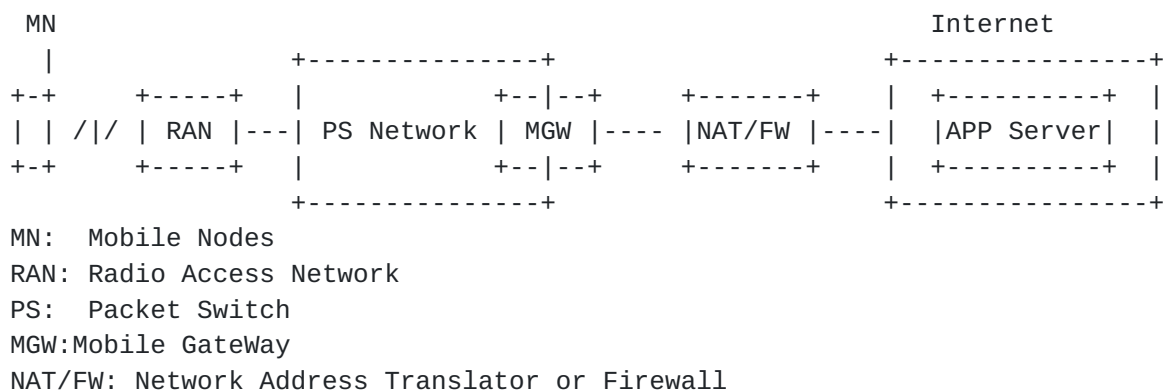 MN Internet
| +---------------+ +----------------+
+-+ +-----+ | +--|--+ +-------+ | +----------+ |
| | /|/ | RAN |---| PS Network | MGW |---- |NAT/FW |----| |APP Server| |
+-+ +-----+ | +--|--+ +-------+ | +----------+ |
+---------------+ +----------------+
MN: Mobile Nodes
RAN: Radio Access Network
PS: Packet Switch
MGW:Mobile GateWay
NAT/FW: Network Address Translator or Firewall